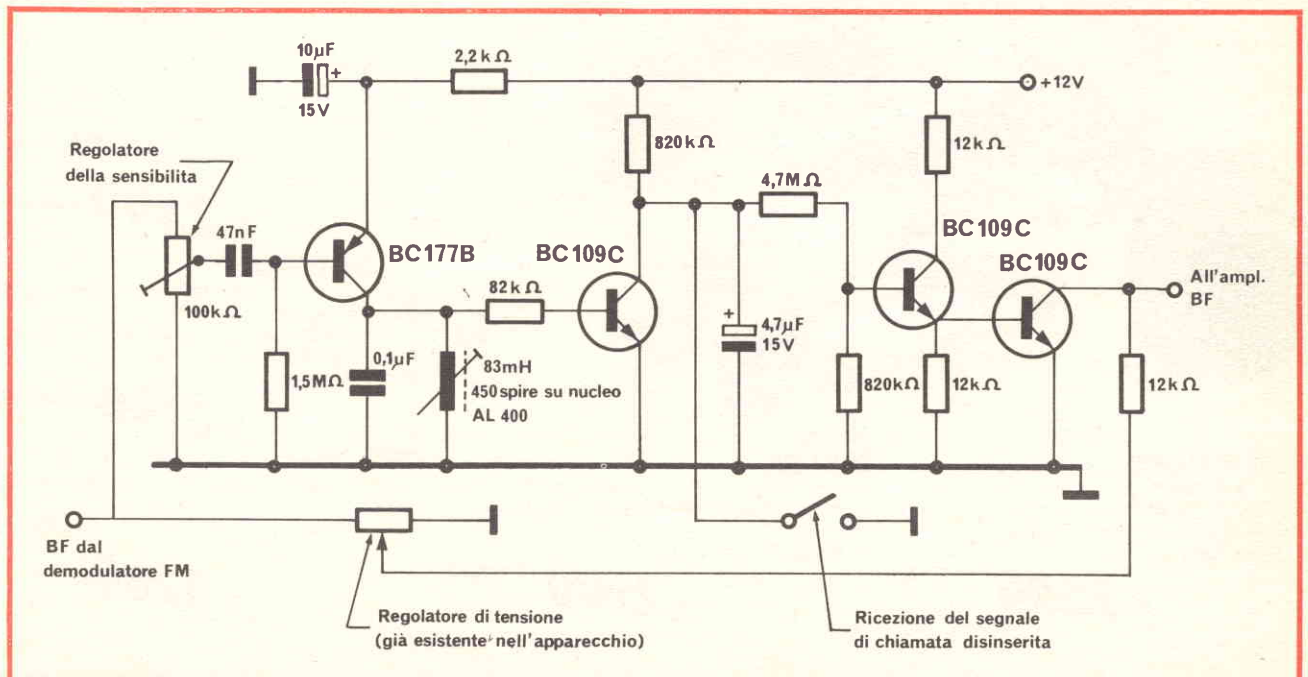 10µF
+
15V
2,2kΩ
+12V
820kΩ
12kΩ
Regolatore
della sensibilita
47nF
4,7MΩ
BC177B
BC109C
BC109C
BC109C
All'ampl.
BF
82kΩ
100kΩ
+
4,7µF
15V
0,1µF
1,5MΩ
83mH
450 spire su nucleo
AL 400
820kΩ
12kΩ
12kΩ
BF dal
demodulatore FM
Regolatore di tensione
(già esistente nell'apparecchio)
Ricezione del segnale
di chiamata disinserita